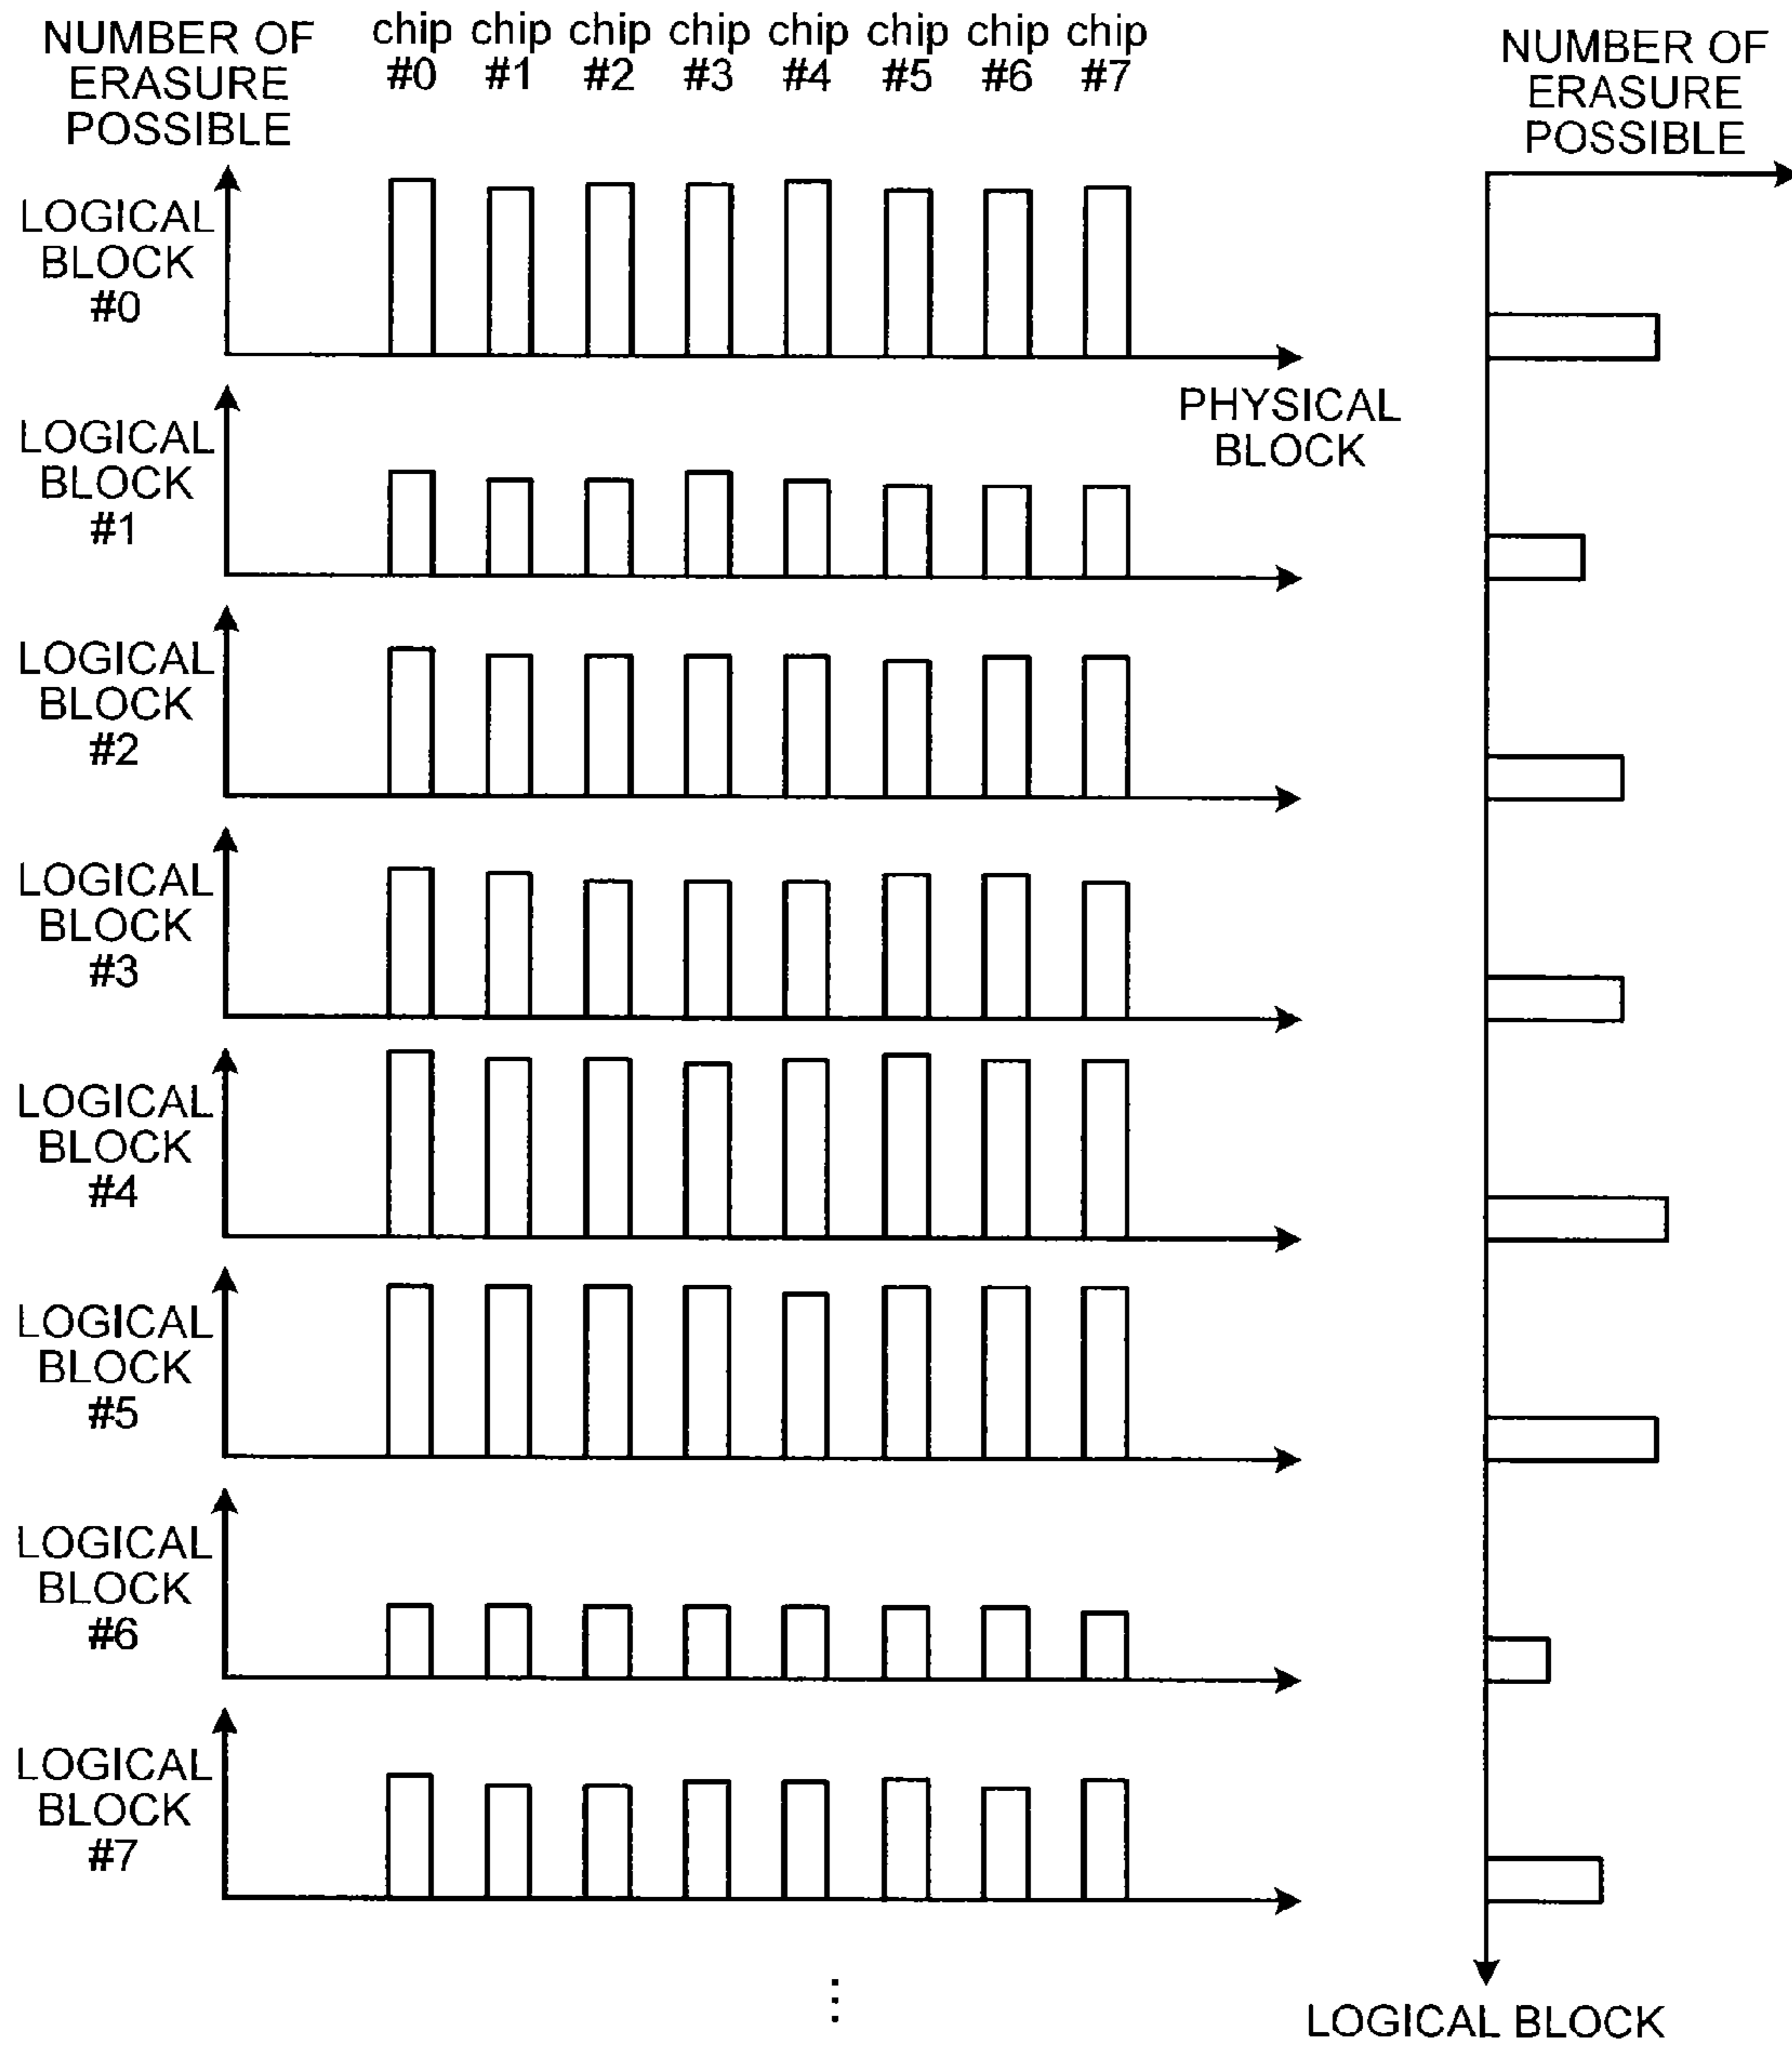 NUMBER OF
ERASURE
POSSIBLE
chip chip chip chip chip chip chip chip
#0 #1 #2 #3 #4 #5 #6 #7
NUMBER OF
ERASURE
POSSIBLE
LOGICAL
BLOCK
#0
PHYSICAL
BLOCK
LOGICAL
BLOCK
#1
LOGICAL
BLOCK
#2
LOGICAL
BLOCK
#3
LOGICAL
BLOCK
#4
LOGICAL
BLOCK
#5
LOGICAL
BLOCK
#6
LOGICAL
BLOCK
#7
LOGICAL BLOCK